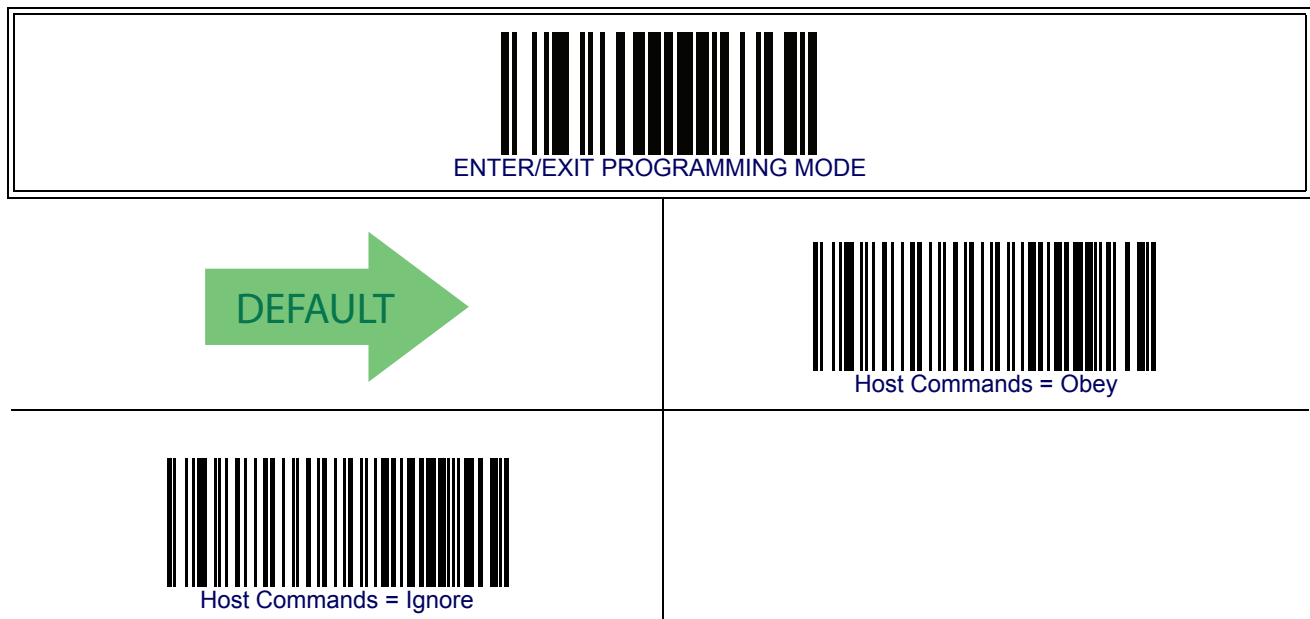 ENTER/EXIT PROGRAMMING MODE
DEFAULT
Host Commands = Obey
Host Commands = Ignore